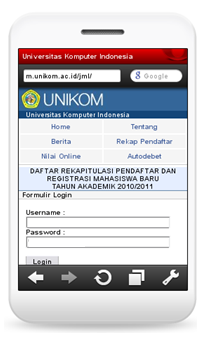 Universitas Komputer Indonesia
m.unikom.ac.id/jml/ Google
UNIKOM
Universitas Komputer Indonesia
Home Tentang
Berita Rekap Pendaftar
Nilai Online Autodebet
DAFTAR REKAPITULASI PENDAFTAR DAN
REGISTRASI MAHASISWA BARU
TAHUN AKADEMIK 2010/2011
Formulir Login
Username :
Password :
Login